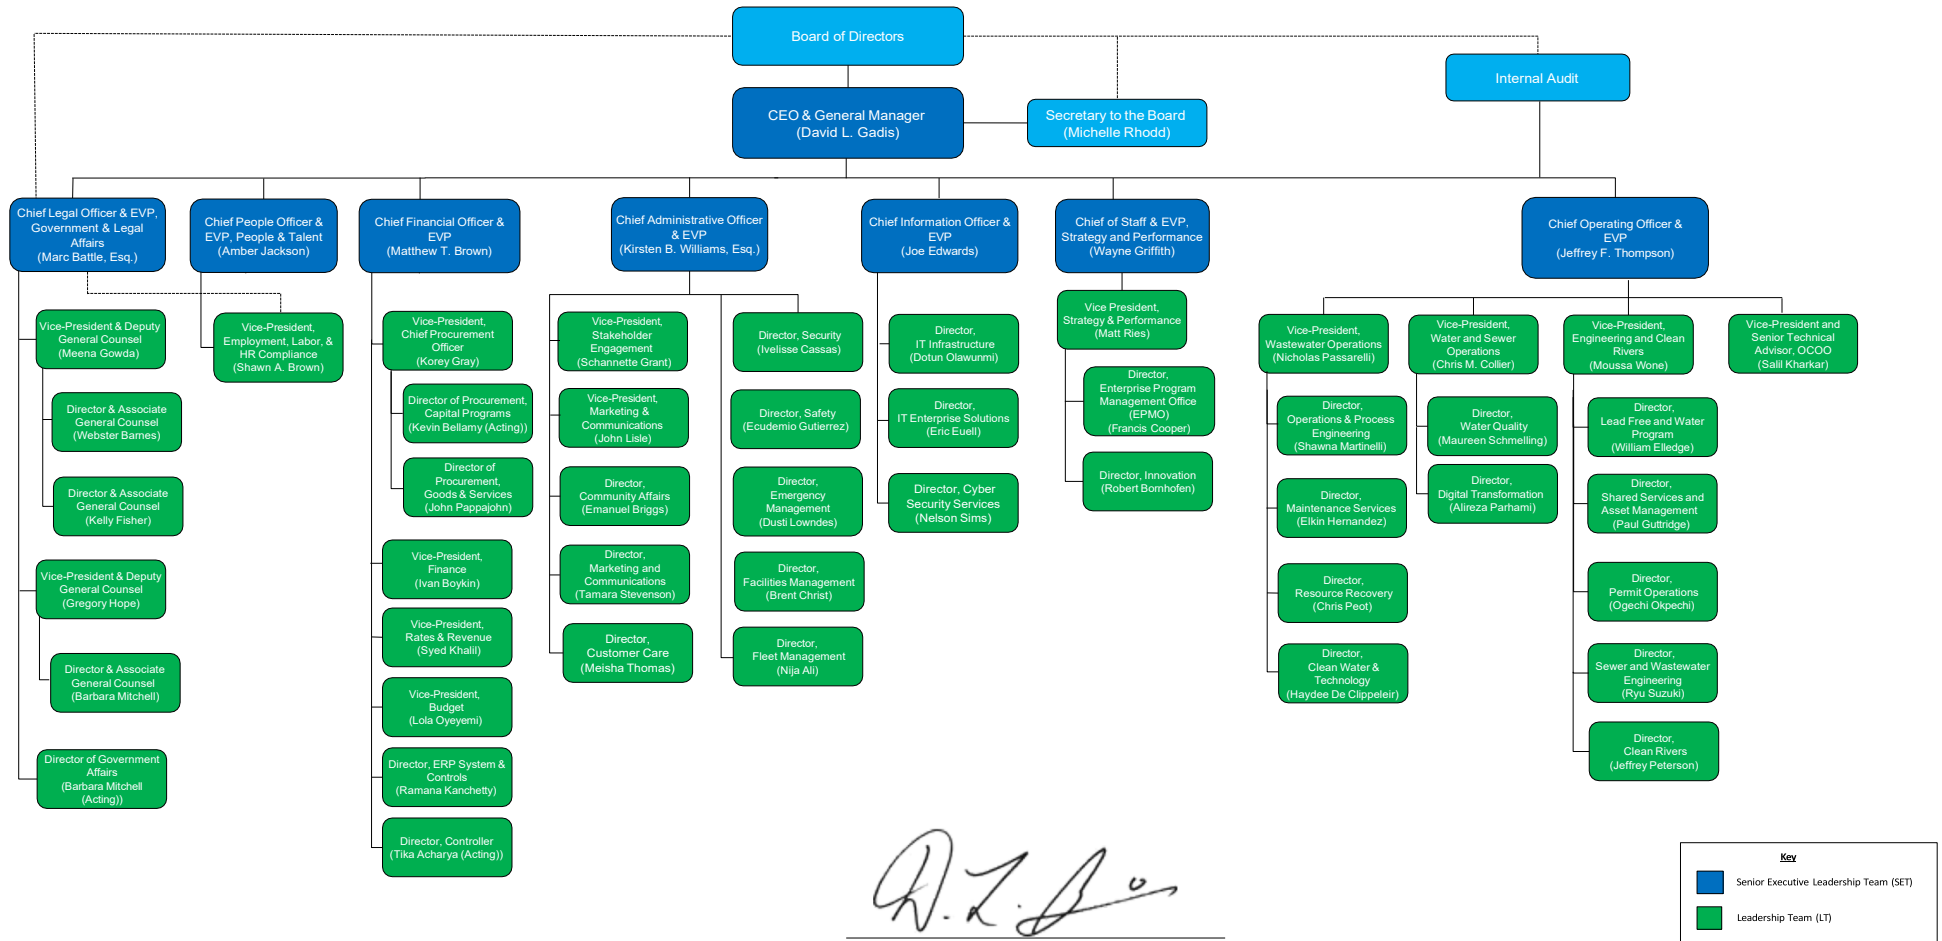 Board of Directors
Internal Audit
CEO & General Manager
(David L. Gadis)
Secretary to the Board
(Michelle Rhodd)
Chief Legal Officer & EVP,
Government & Legal
Affairs
(Marc Battle, Esq.)
Chief People Officer &
EVP, People & Talent
(Amber Jackson)
Chief Financial Officer &
EVP
(Matthew T. Brown)
Chief Administrative Officer
& EVP
(Kirsten B. Williams, Esq.)
Chief Information Officer &
EVP
(Joe Edwards)
Chief of Staff & EVP,
Strategy and Performance
(Wayne Griffith)
Chief Operating Officer &
EVP
(Jeffrey F. Thompson)
Vice-President & Deputy
General Counsel
(Meena Gowda)
Director & Associate
General Counsel
(Webster Barnes)
Director & Associate
General Counsel
(Kelly Fisher)
Vice-President & Deputy
General Counsel
(Gregory Hope)
Director & Associate
General Counsel
(Barbara Mitchell)
Director of Government
Affairs
(Barbara Mitchell
(Acting))
Vice-President,
Employment, Labor, &
HR Compliance
(Shawn A. Brown)
Vice-President,
Chief Procurement
Officer
(Korey Gray)
Director of Procurement,
Capital Programs
(Kevin Bellamy (Acting))
Director of
Procurement,
Goods & Services
(John Pappajohn)
Vice-President,
Finance
(Ivan Boykin)
Vice-President,
Rates & Revenue
(Syed Khalil)
Vice-President,
Budget
(Lola Oyeyemi)
Director, ERP System &
Controls
(Ramana Kanchetty)
Director, Controller
(Tika Acharya (Acting))
Vice-President,
Stakeholder
Engagement
(Schannette Grant)
Vice-President,
Marketing &
Communications
(John Lisle)
Director,
Community Affairs
(Emanuel Briggs)
Director,
Marketing and
Communications
(Tamara Stevenson)
Director,
Customer Care
(Meisha Thomas)
Director, Security
(Ivelisse Cassas)
Director, Safety
(Ecudemio Gutierrez)
Director,
Emergency
Management
(Dusti Lowndes)
Director,
Facilities Management
(Brent Christ)
Director,
Fleet Management
(Nija Ali)
Director,
IT Infrastructure
(Dotun Olawunmi)
Director,
IT Enterprise Solutions
(Eric Euell)
Director, Cyber
Security Services
(Nelson Sims)
Vice President,
Strategy & Performance
(Matt Ries)
Director,
Enterprise Program
Management Office
(EPMO)
(Francis Cooper)
Director, Innovation
(Robert Bornhofen)
Vice-President,
Wastewater Operations
(Nicholas Passarelli)
Director,
Operations & Process
Engineering
(Shawna Martinelli)
Director,
Maintenance Services
(Elkin Hernandez)
Director,
Resource Recovery
(Chris Peot)
Director,
Clean Water &
Technology
(Haydee De Clippeleir)
Vice-President,
Water and Sewer
Operations
(Chris M. Collier)
Director,
Water Quality
(Maureen Schmelling)
Director,
Digital Transformation
(Alireza Parhami)
Vice-President,
Engineering and Clean
Rivers
(Moussa Wone)
Director,
Lead Free and Water
Program
(William Elledge)
Director,
Shared Services and
Asset Management
(Paul Guttridge)
Director,
Permit Operations
(Ogechi Okpechi)
Director,
Sewer and Wastewater
Engineering
(Ryu Suzuki)
Director,
Clean Rivers
(Jeffrey Peterson)
Vice-President and
Senior Technical
Advisor, OCOO
(Salil Kharkar)
Key
Senior Executive Leadership Team (SET)
Leadership Team (LT)